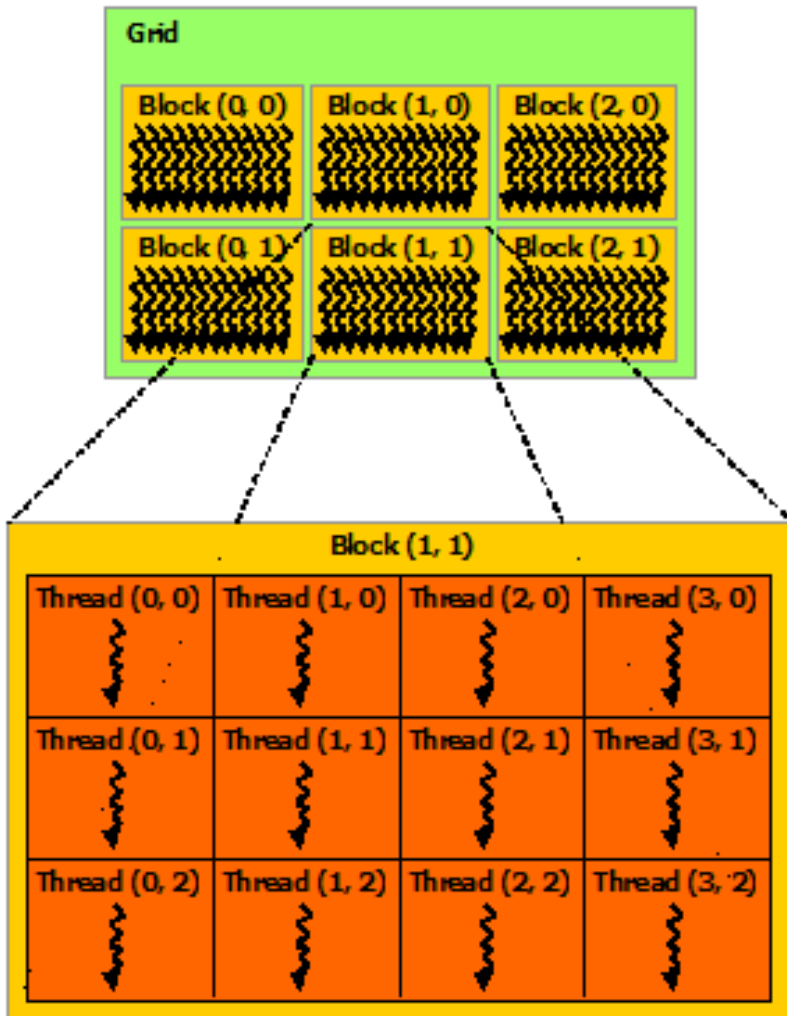 Grid
Block (0, 0) Block (1, 0) Block (2, 0)
Block (0, 1) Block (1, 1) Block (2, 1)
Block (1, 1)
Thread (0, 0) Thread (1, 0) Thread (2, 0) Thread (3, 0)
Thread (0, 1) Thread (1, 1) Thread (2, 1) Thread (3, 1)
Thread (0, 2) Thread (1, 2) Thread (2, 2) Thread (3, 2)